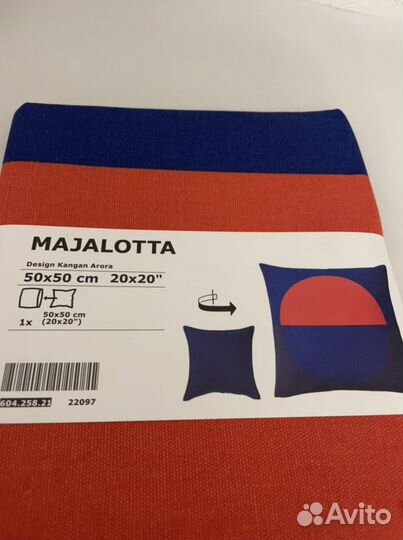 MAJALOTTA
Design Kangan Arora
50x50 cm 20x20"
1x 50x50 cm
(20x20")
604.258.21 22097
Avito